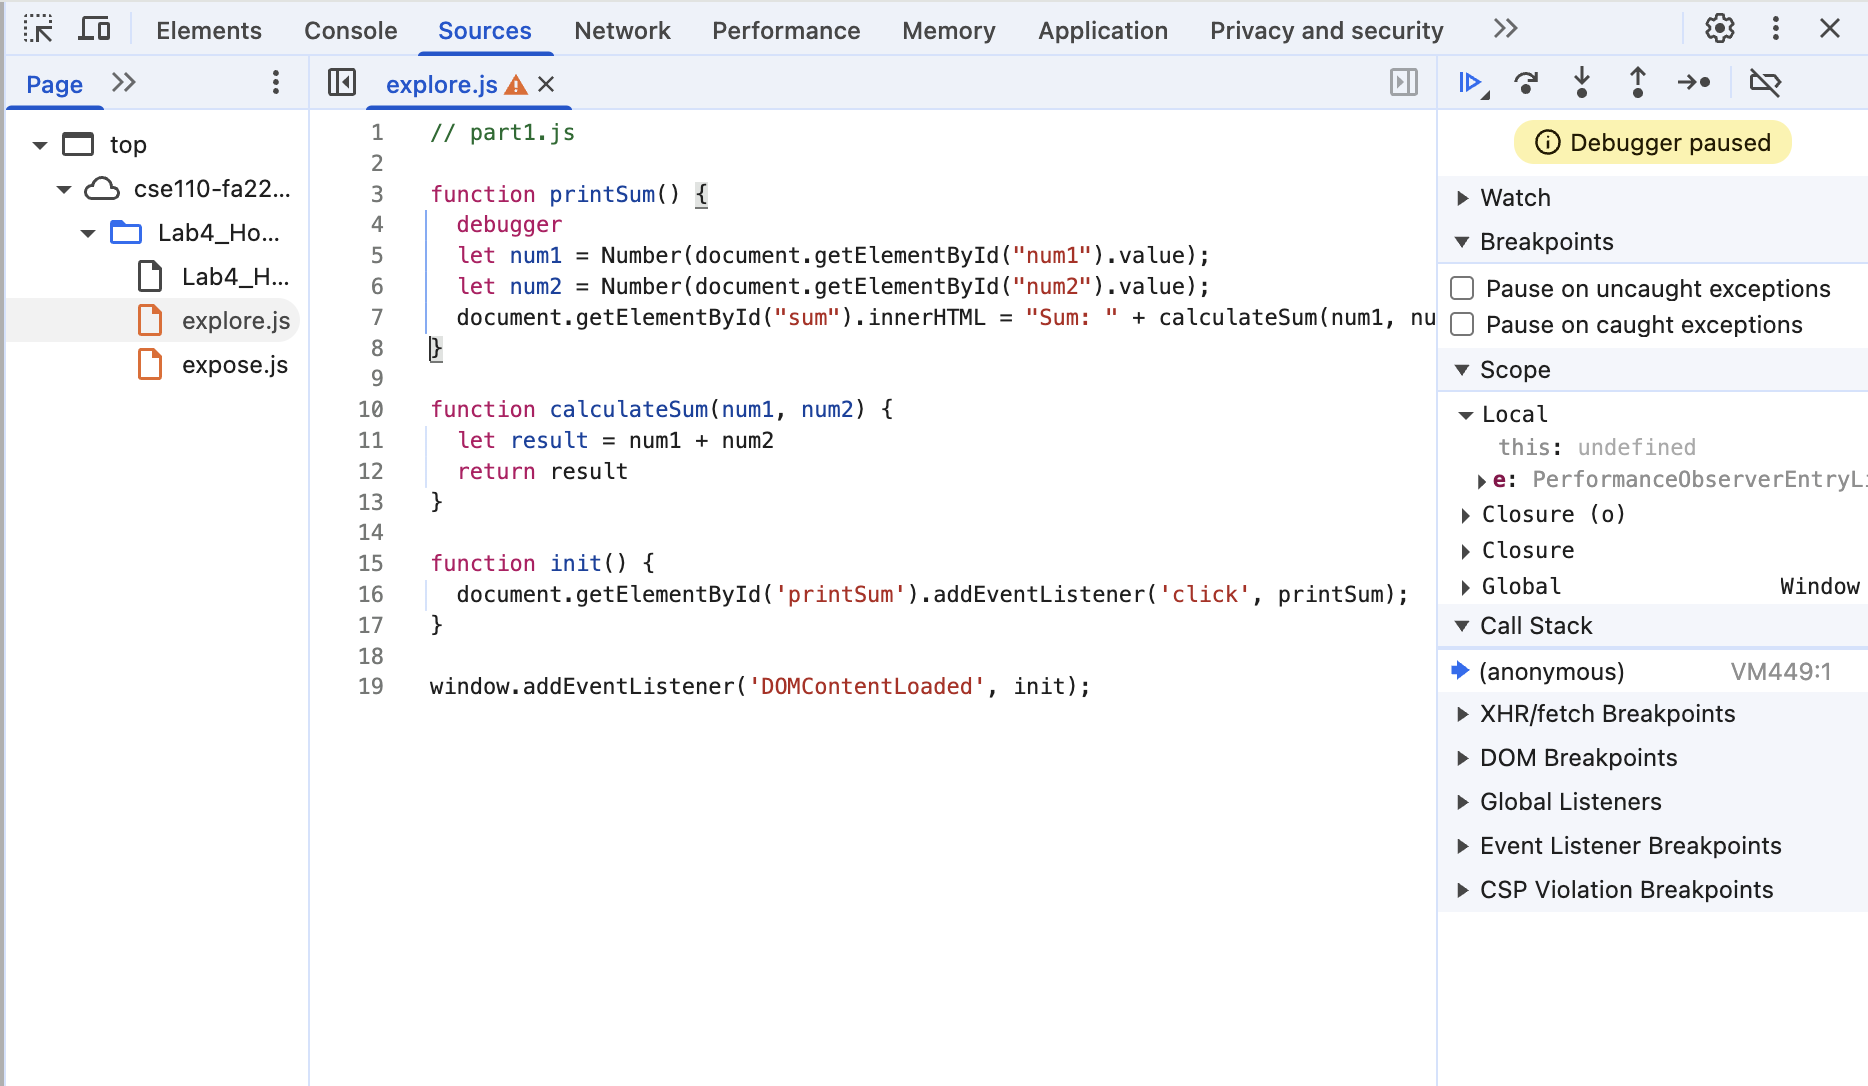 Elements Console Sources Network Performance Memory Application Privacy and security
Page
explore.js
top
cse110-fa22...
Lab4_Ho...
Lab4_H...
explore.js
expose.js
1 // part1.js
2
3 function printSum() {
4 debugger
5 let num1 = Number(document.getElementById("num1").value);
6 let num2 = Number(document.getElementById("num2").value);
7 document.getElementById("sum").innerHTML = "Sum: " + calculateSum(num1, nu
8 }
9
10 function calculateSum(num1, num2) {
11 let result = num1 + num2
12 return result
13 }
14
15 function init() {
16 document.getElementById('printSum').addEventListener('click', printSum);
17 }
18
19 window.addEventListener('DOMContentLoaded', init);
Debugger paused
Watch
Breakpoints
Pause on uncaught exceptions
Pause on caught exceptions
Scope
Local
this: undefined
e: PerformanceObserverEntryLi
Closure (o)
Closure
Global Window
Call Stack
(anonymous) VM449:1
XHR/fetch Breakpoints
DOM Breakpoints
Global Listeners
Event Listener Breakpoints
CSP Violation Breakpoints